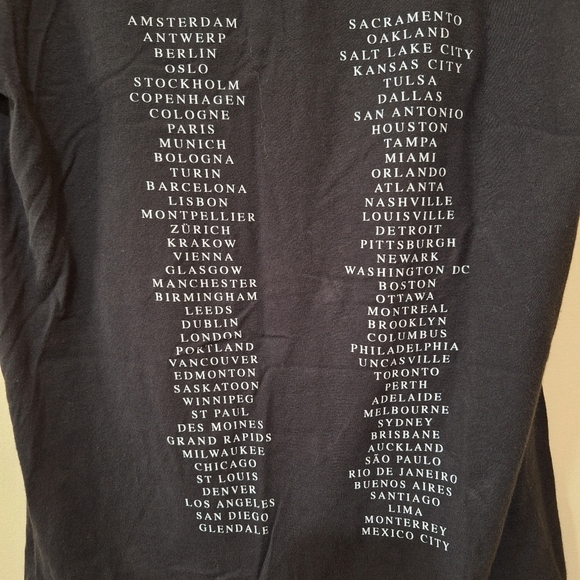 AMSTERDAM
ANTWERP
BERLIN
OSLO
STOCKHOLM
COPENHAGEN
COLOGNE
PARIS
MUNICH
BOLOGNA
TURIN
BARCELONA
LISBON
MONTPELLIER
ZÜRICH
KRAKOW
VIENNA
GLASGOW
MANCHESTER
BIRMINGHAM
LEEDS
DUBLIN
LONDON
PORTLAND
VANCOUVER
EDMONTON
SASKATOON
WINNIPEG
ST PAUL
DES MOINES
GRAND RAPIDS
MILWAUKEE
CHICAGO
ST LOUIS
DENVER
LOS ANGELES
SAN DIEGO
GLENDALE
SACRAMENTO
OAKLAND
SALT LAKE CITY
KANSAS CITY
TULSA
DALLAS
SAN ANTONIO
HOUSTON
TAMPA
MIAMI
ORLANDO
ATLANTA
NASHVILLE
LOUISVILLE
DETROIT
PITTSBURGH
NEWARK
WASHINGTON DC
BOSTON
OTTAWA
MONTREAL
BROOKLYN
COLUMBUS
PHILADELPHIA
UNCASVILLE
TORONTO
PERTH
ADELAIDE
MELBOURNE
SYDNEY
BRISBANE
AUCKLAND
SÃO PAULO
RIO DE JANEIRO
BUENOS AIRES
SANTIAGO
LIMA
MONTERREY
MEXICO CITY